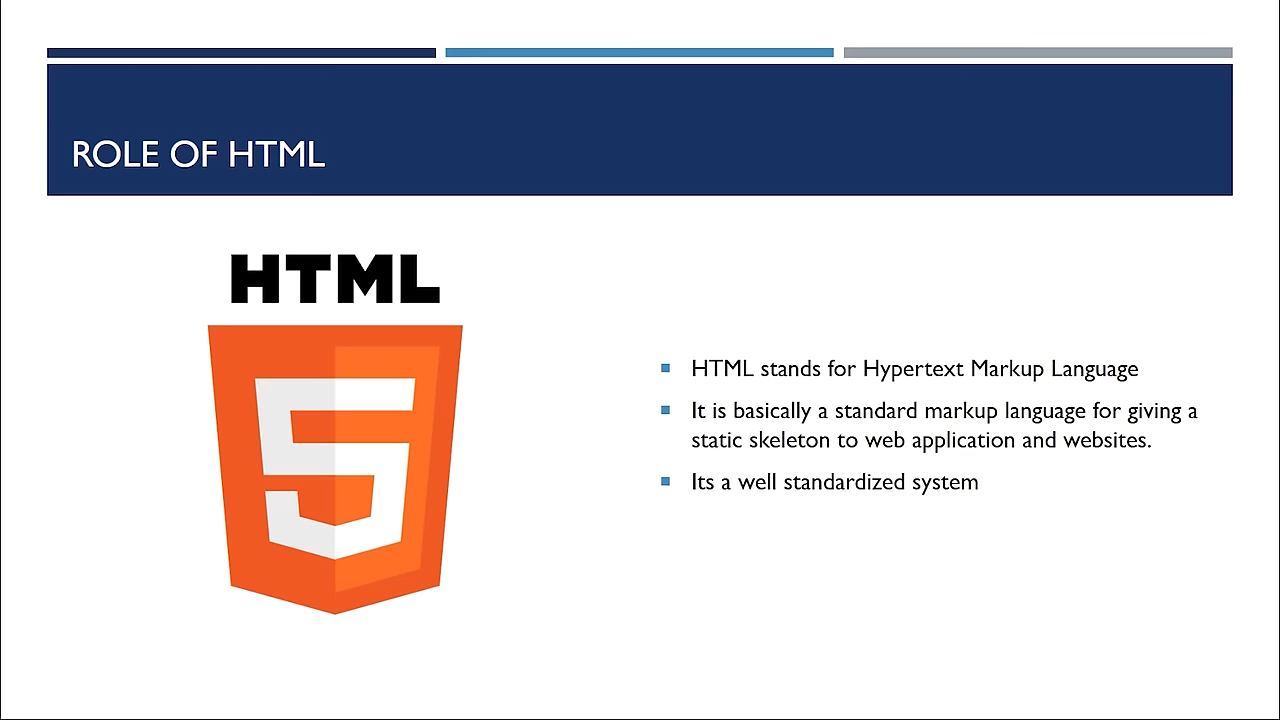 ROLE OF HTML
HTML
5
HTML stands for Hypertext Markup Language
It is basically a standard markup language for giving a
static skeleton to web application and websites.
Its a well standardized system